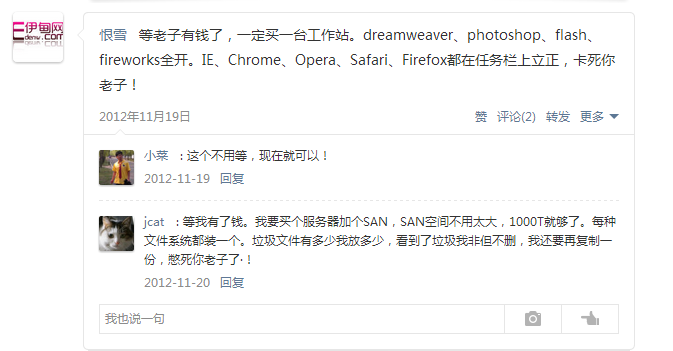 伊甸网
edenw.com
恨雪 等老子有钱了，一定买一台工作站。dreamweaver、photoshop、flash、
fireworks全开。IE、Chrome、Opera、Safari、Firefox都在任务栏上立正，卡死你
老子！
2012年11月19日 赞 评论(2) 转发 更多
小菜 ：这个不用等，现在就可以！
2012-11-19 回复
jcat ：等我有了钱。我要买个服务器加个SAN，SAN空间不用太大，1000T就够了。每种
文件系统都装一个。垃圾文件有多少我放多少，看到了垃圾我非但不删，我还要再复制一
份，憋死你老子了·！
2012-11-20 回复
我也说一句